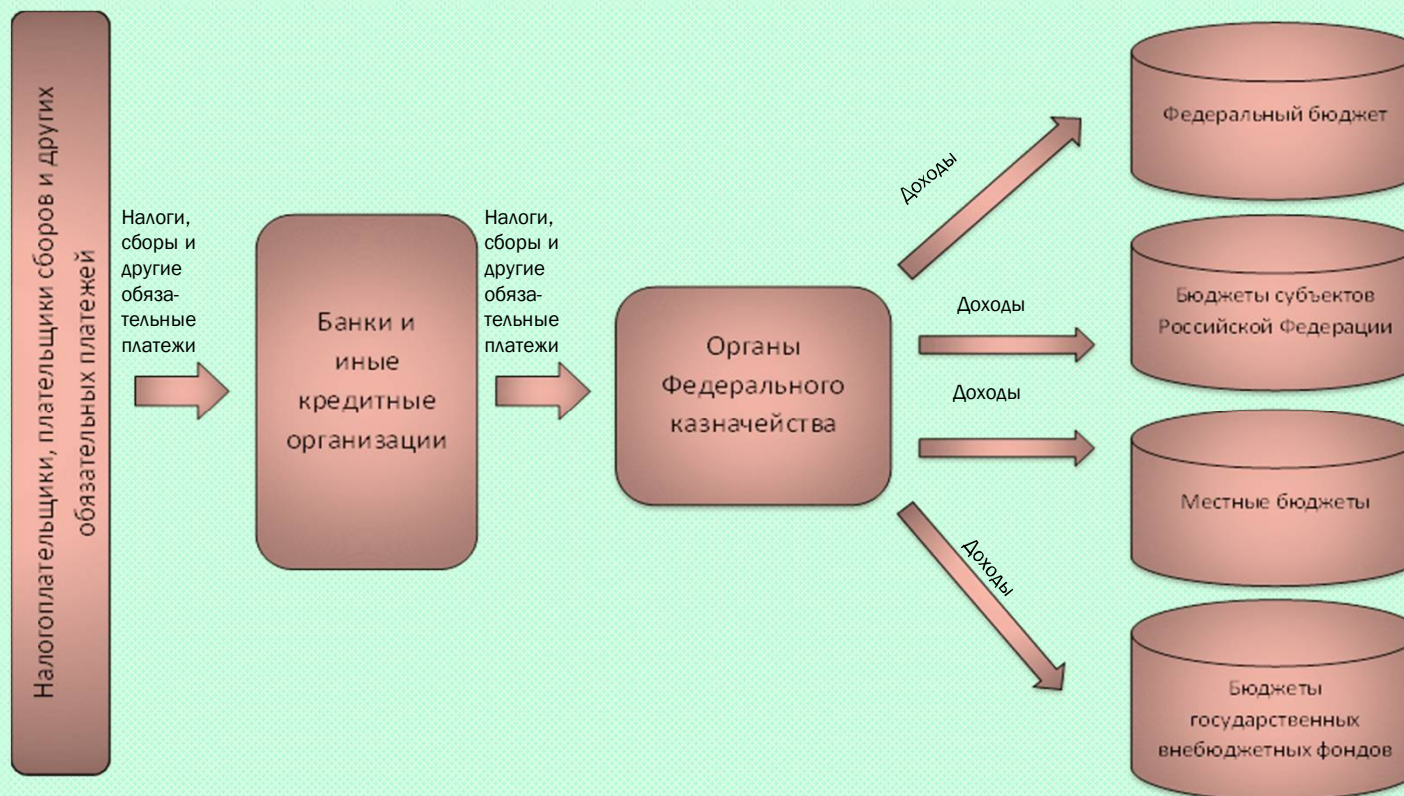 Налогоплательщики, плательщики сборов и других
обязательных платежей
Налоги,
сборы и
другие
обяза-
тельные
платежи
Банки и
иные
кредитные
организации
Налоги,
сборы и
другие
обяза-
тельные
платежи
Органы
Федерального
казначейства
Доходы
Доходы
Доходы
Доходы
Федеральный бюджет
Бюджеты субъектов
Российской Федерации
Местные бюджеты
Бюджеты
государственных
внебюджетных фондов